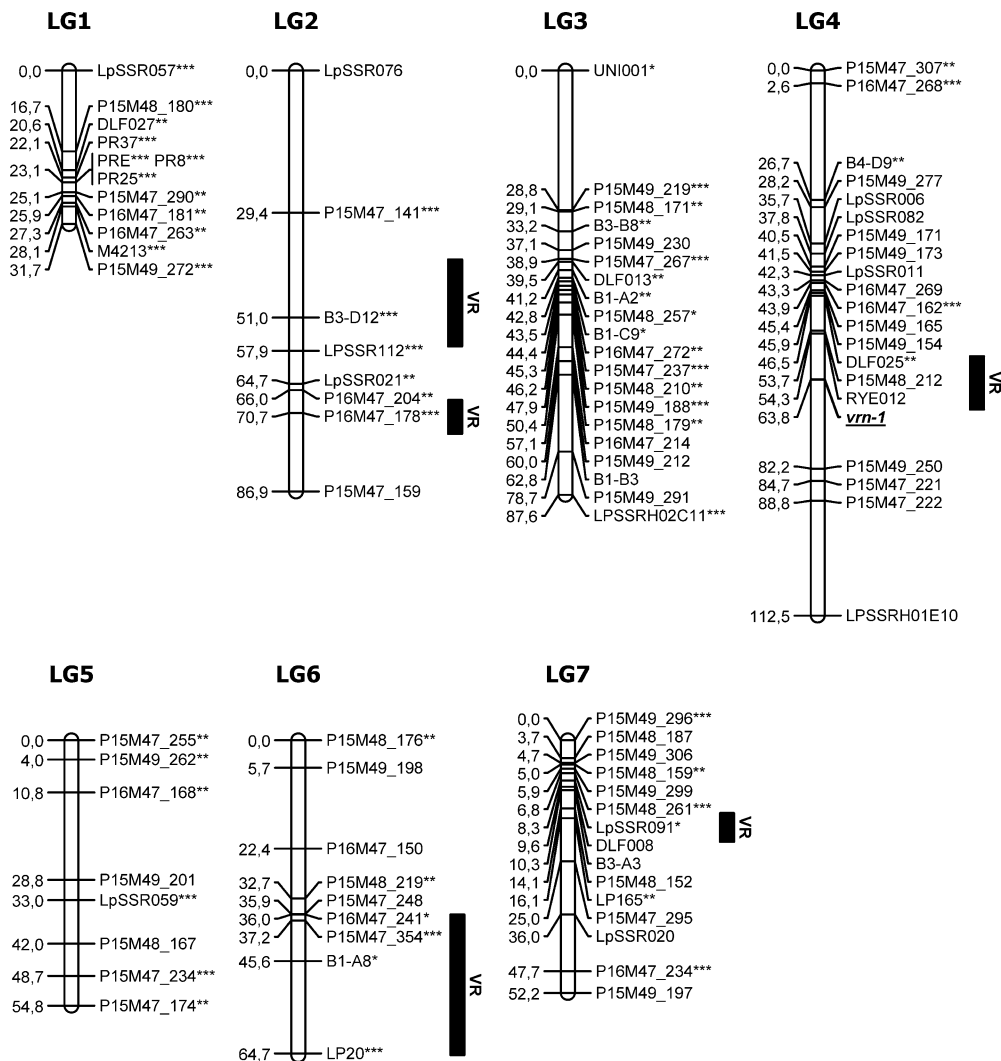 LG1
0,0 LpSSR057***
16,7 P15M48_180***
20,6 DLF027**
22,1 PR37***
PRE*** PR8***
23,1 PR25***
25,1 P15M47_290**
25,9 P16M47_181**
27,3 P16M47_263**
28,1 M4213***
31,7 P15M49_272***
LG2
0,0 LpSSR076
29,4 P15M47_141***
51,0 B3-D12***
57,9 LPSSR112***
64,7 LpSSR021**
66,0 P16M47_204**
70,7 P16M47_178***
86,9 P15M47_159
VR
VR
LG3
0,0 UNI001*
28,8 P15M49_219***
29,1 P15M48_171**
33,2 B3-B8**
37,1 P15M49_230
38,9 P15M47_267***
39,5 DLF013**
41,2 B1-A2**
42,8 P15M48_257*
43,5 B1-C9*
44,4 P16M47_272**
45,3 P15M47_237***
46,2 P15M48_210**
47,9 P15M49_188***
50,4 P15M48_179**
57,1 P16M47_214
60,0 P15M49_212
62,8 B1-B3
78,7 P15M49_291
87,6 LPSSRH02C11***
LG4
0,0 P15M47_307**
2,6 P16M47_268***
26,7 B4-D9**
28,2 P15M49_277
35,7 LpSSR006
37,8 LpSSR082
40,5 P15M49_171
41,5 P15M49_173
42,3 LpSSR011
43,3 P16M47_269
43,9 P16M47_162***
45,4 P15M49_165
45,9 P15M49_154
46,5 DLF025**
53,7 P15M48_212
54,3 RYE012
63,8 vrn-1
82,2 P15M49_250
84,7 P15M47_221
88,8 P15M47_222
112,5 LPSSRH01E10
VR
LG5
0,0 P15M47_255**
4,0 P15M49_262**
10,8 P16M47_168**
28,8 P15M49_201
33,0 LpSSR059***
42,0 P15M48_167
48,7 P15M47_234***
54,8 P15M47_174**
LG6
0,0 P15M48_176**
5,7 P15M49_198
22,4 P16M47_150
32,7 P15M48_219**
35,9 P15M47_248
36,0 P16M47_241*
37,2 P15M47_354***
45,6 B1-A8*
64,7 LP20***
VR
LG7
0,0 P15M49_296***
3,7 P15M48_187
4,7 P15M49_306
5,0 P15M48_159**
5,9 P15M49_299
6,8 P15M48_261***
8,3 LpSSR091*
9,6 DLF008
10,3 B3-A3
14,1 P15M48_152
16,1 LP165**
25,0 P15M47_295
36,0 LpSSR020
47,7 P16M47_234***
52,2 P15M49_197
VR